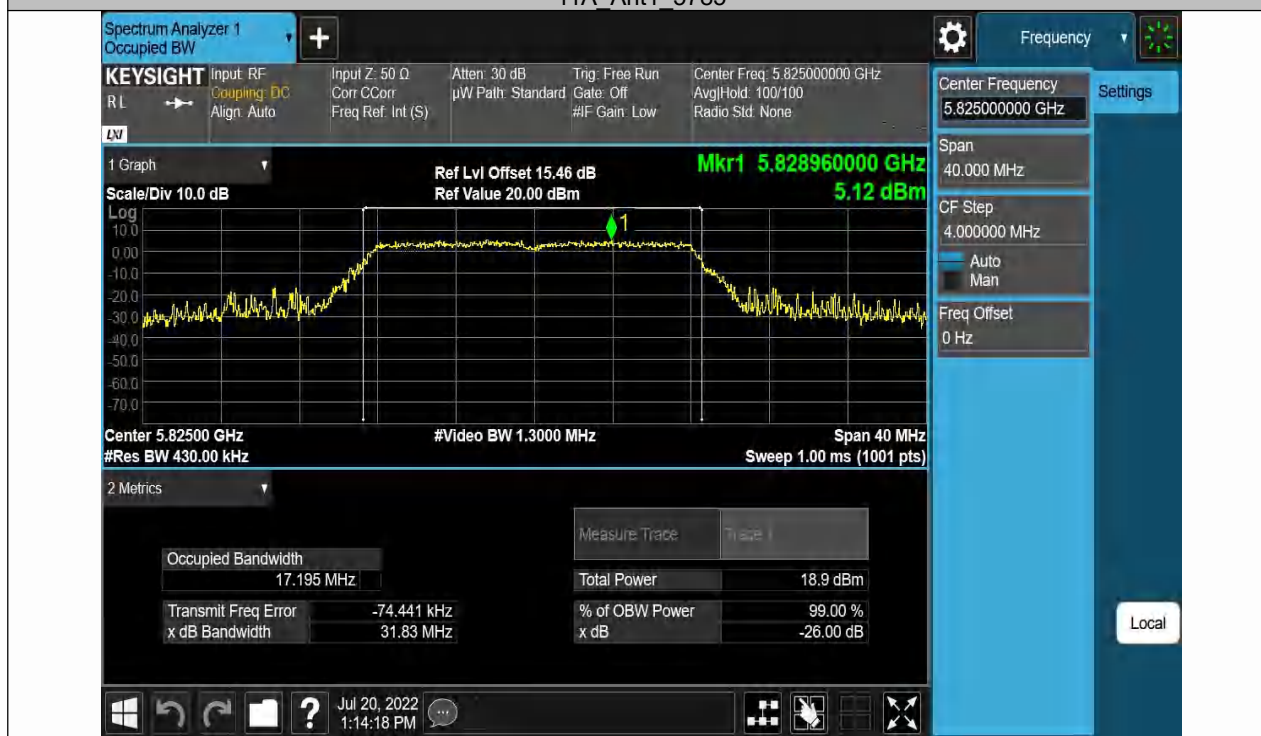 11A_Ant1_5785
Spectrum Analyzer 1
Occupied BW
+
Frequency
KEYSIGHT
R L
LXI
Input: RF
Coupling: DC
Align: Auto
Input Z: 50 Ω
Corr CCorr
Freq Ref: Int (S)
Atten: 30 dB
µW Path: Standard
Trig: Free Run
Gate: Off
#IF Gain: Low
Center Freq: 5.825000000 GHz
Avg|Hold: 100/100
Radio Std: None
Center Frequency
5.825000000 GHz
Settings
Span
40.000 MHz
CF Step
4.000000 MHz
Auto
Man
Freq Offset
0 Hz
Local
1 Graph
Scale/Div 10.0 dB
Ref Lvl Offset 15.46 dB
Ref Value 20.00 dBm
Mkr1 5.828960000 GHz
5.12 dBm
Log
10.0
0.00
-10.0
-20.0
-30.0
-40.0
-50.0
-60.0
-70.0
1
Center 5.82500 GHz
#Res BW 430.00 kHz
#Video BW 1.3000 MHz
Span 40 MHz
Sweep 1.00 ms (1001 pts)
2 Metrics
Measure Trace Trace 1
Occupied Bandwidth
17.195 MHz
Total Power 18.9 dBm
Transmit Freq Error -74.441 kHz
% of OBW Power 99.00 %
x dB Bandwidth 31.83 MHz
x dB -26.00 dB
?
Jul 20, 2022
1:14:18 PM